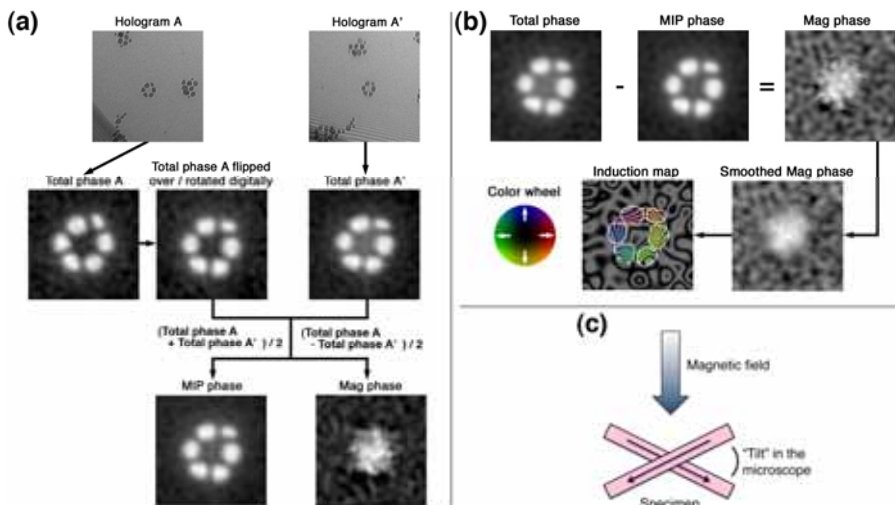 (a)
Hologram A
Hologram A'
Total phase A
Total phase A flipped
over / rotated digitally
Total phase A'
(Total phase A
+ Total phase A' ) / 2
(Total phase A
- Total phase A' ) / 2
MIP phase
Mag phase
(b)
Total phase
MIP phase
Mag phase
-
=
Color wheel
Induction map
Smoothed Mag phase
(c)
Magnetic field
"Tilt" in the
microscope
Specimen